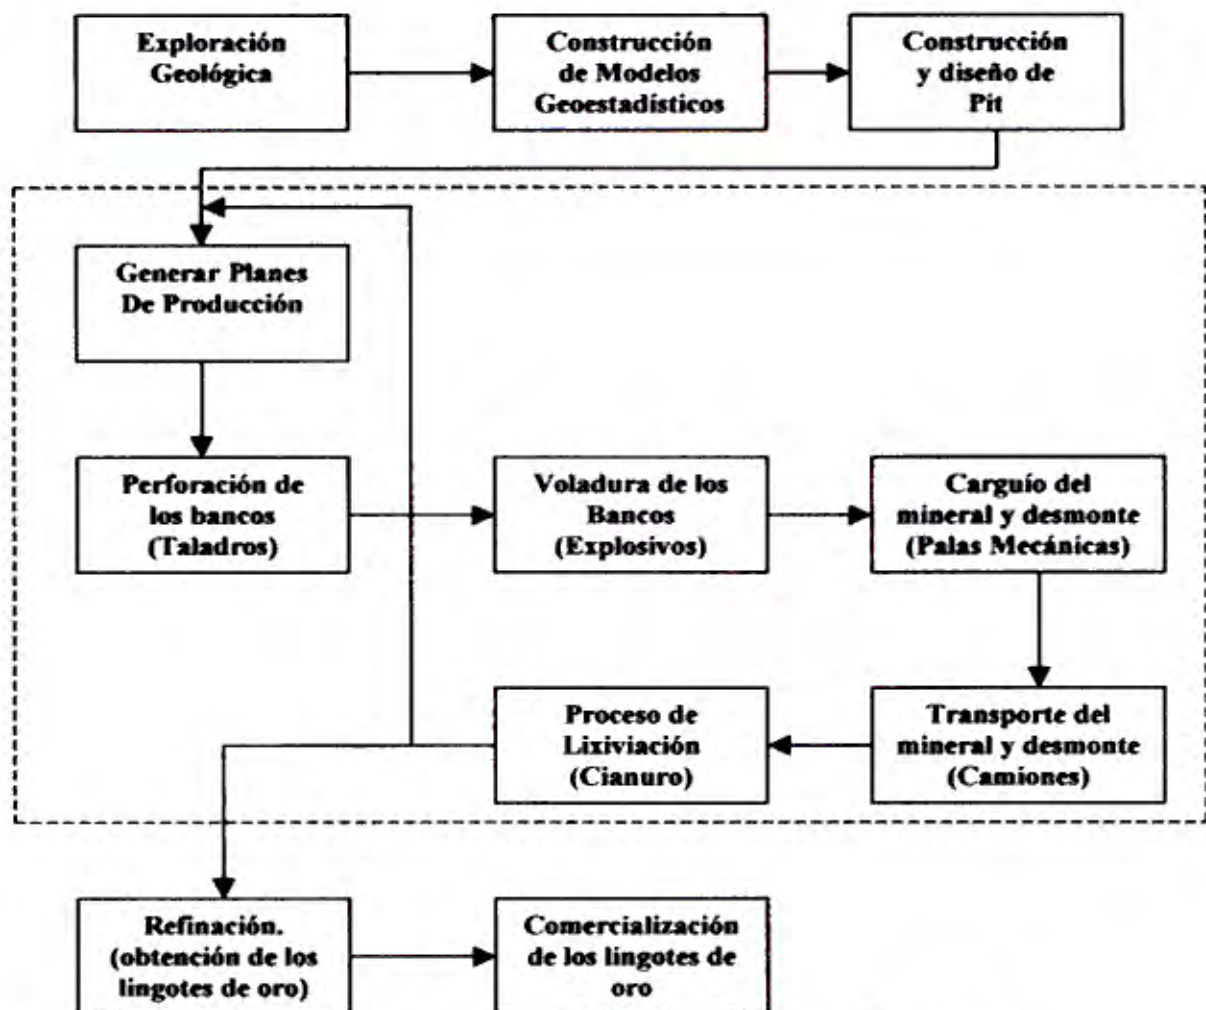 Exploración
Geológica
Construcción
de Modelos
Geoestadísticos
Construcción
y diseño de
Pit
Generar Planes
De Producción
Perforación de
los bancos
(Taladros)
Voladura de los
Bancos
(Explosivos)
Carguío del
mineral y desmonte
(Palas Mecánicas)
Proceso de
Lixiviación
(Cianuro)
Transporte del
mineral y desmonte
(Camiones)
Refinación.
(obtención de los
lingotes de oro)
Comercialización
de los lingotes de
oro